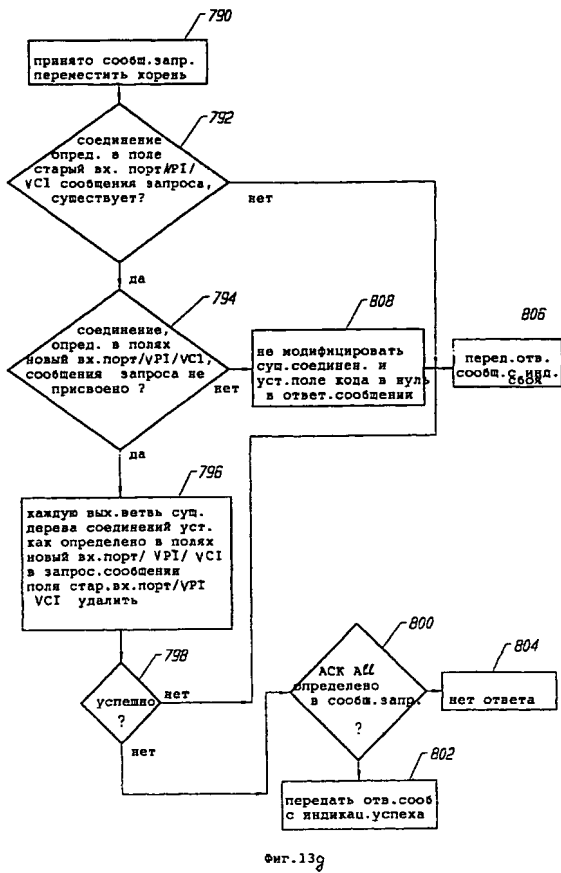 790
принято сообщ.запр.
переместить корень
792
соединение
опред. в поле
старый вх. порт/VPI/
VCl сообщения запроса,
существует?
нет
да
794
соединение,
опред. в полях
новый вх.порт/VPI/VCl,
сообщения запроса не
присвоено ?
нет
да
808
не модифицировать
сущ.соединен. и
уст.поле кода в нуль
в ответ.сообщении
806
перед.отв.
сообщ.с инд.
сбоя
796
каждую вых.ветвь сущ.
дерева соединений уст.
как определено в полях
новый вх.порт/ VPI/ VCI
в запрос.сообщении
поля стар.вх.порт/VPI
VCI удалить
798
успешно
?
нет
нет
800
ACK All
определено
в сообщ.запр.
?
804
нет ответа
802
передать отв.сооб
с индикац.успеха
Фиг.13g